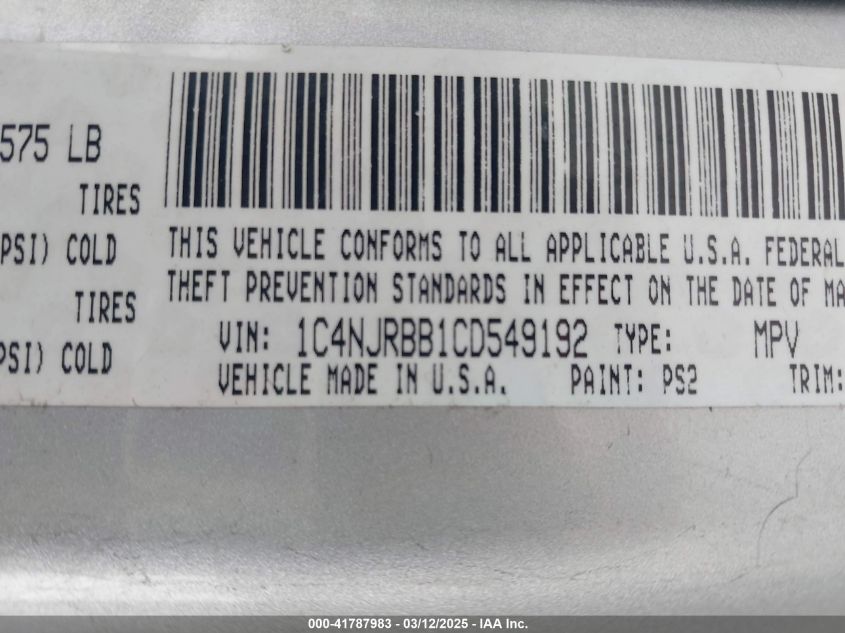 575 LB
TIRES
PSI) COLD
TIRES
PSI) COLD
THIS VEHICLE CONFORMS TO ALL APPLICABLE U.S.A. FEDERAL
THEFT PREVENTION STANDARDS IN EFFECT ON THE DATE OF MA
VIN: 1C4NJRBB1CD549192 TYPE: MPV
VEHICLE MADE IN U.S.A. PAINT: PS2 TRIM:
000-41787983 - 03/12/2025 - IAA Inc.